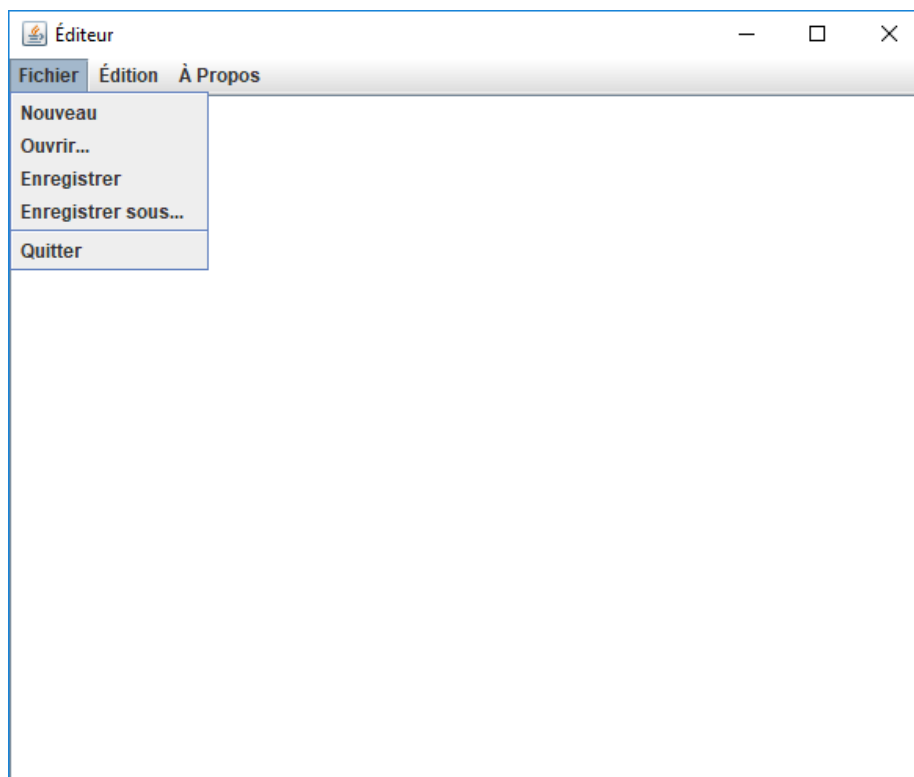 Éditeur
Fichier Édition À Propos
Nouveau
Ouvrir...
Enregistrer
Enregistrer sous...
Quitter